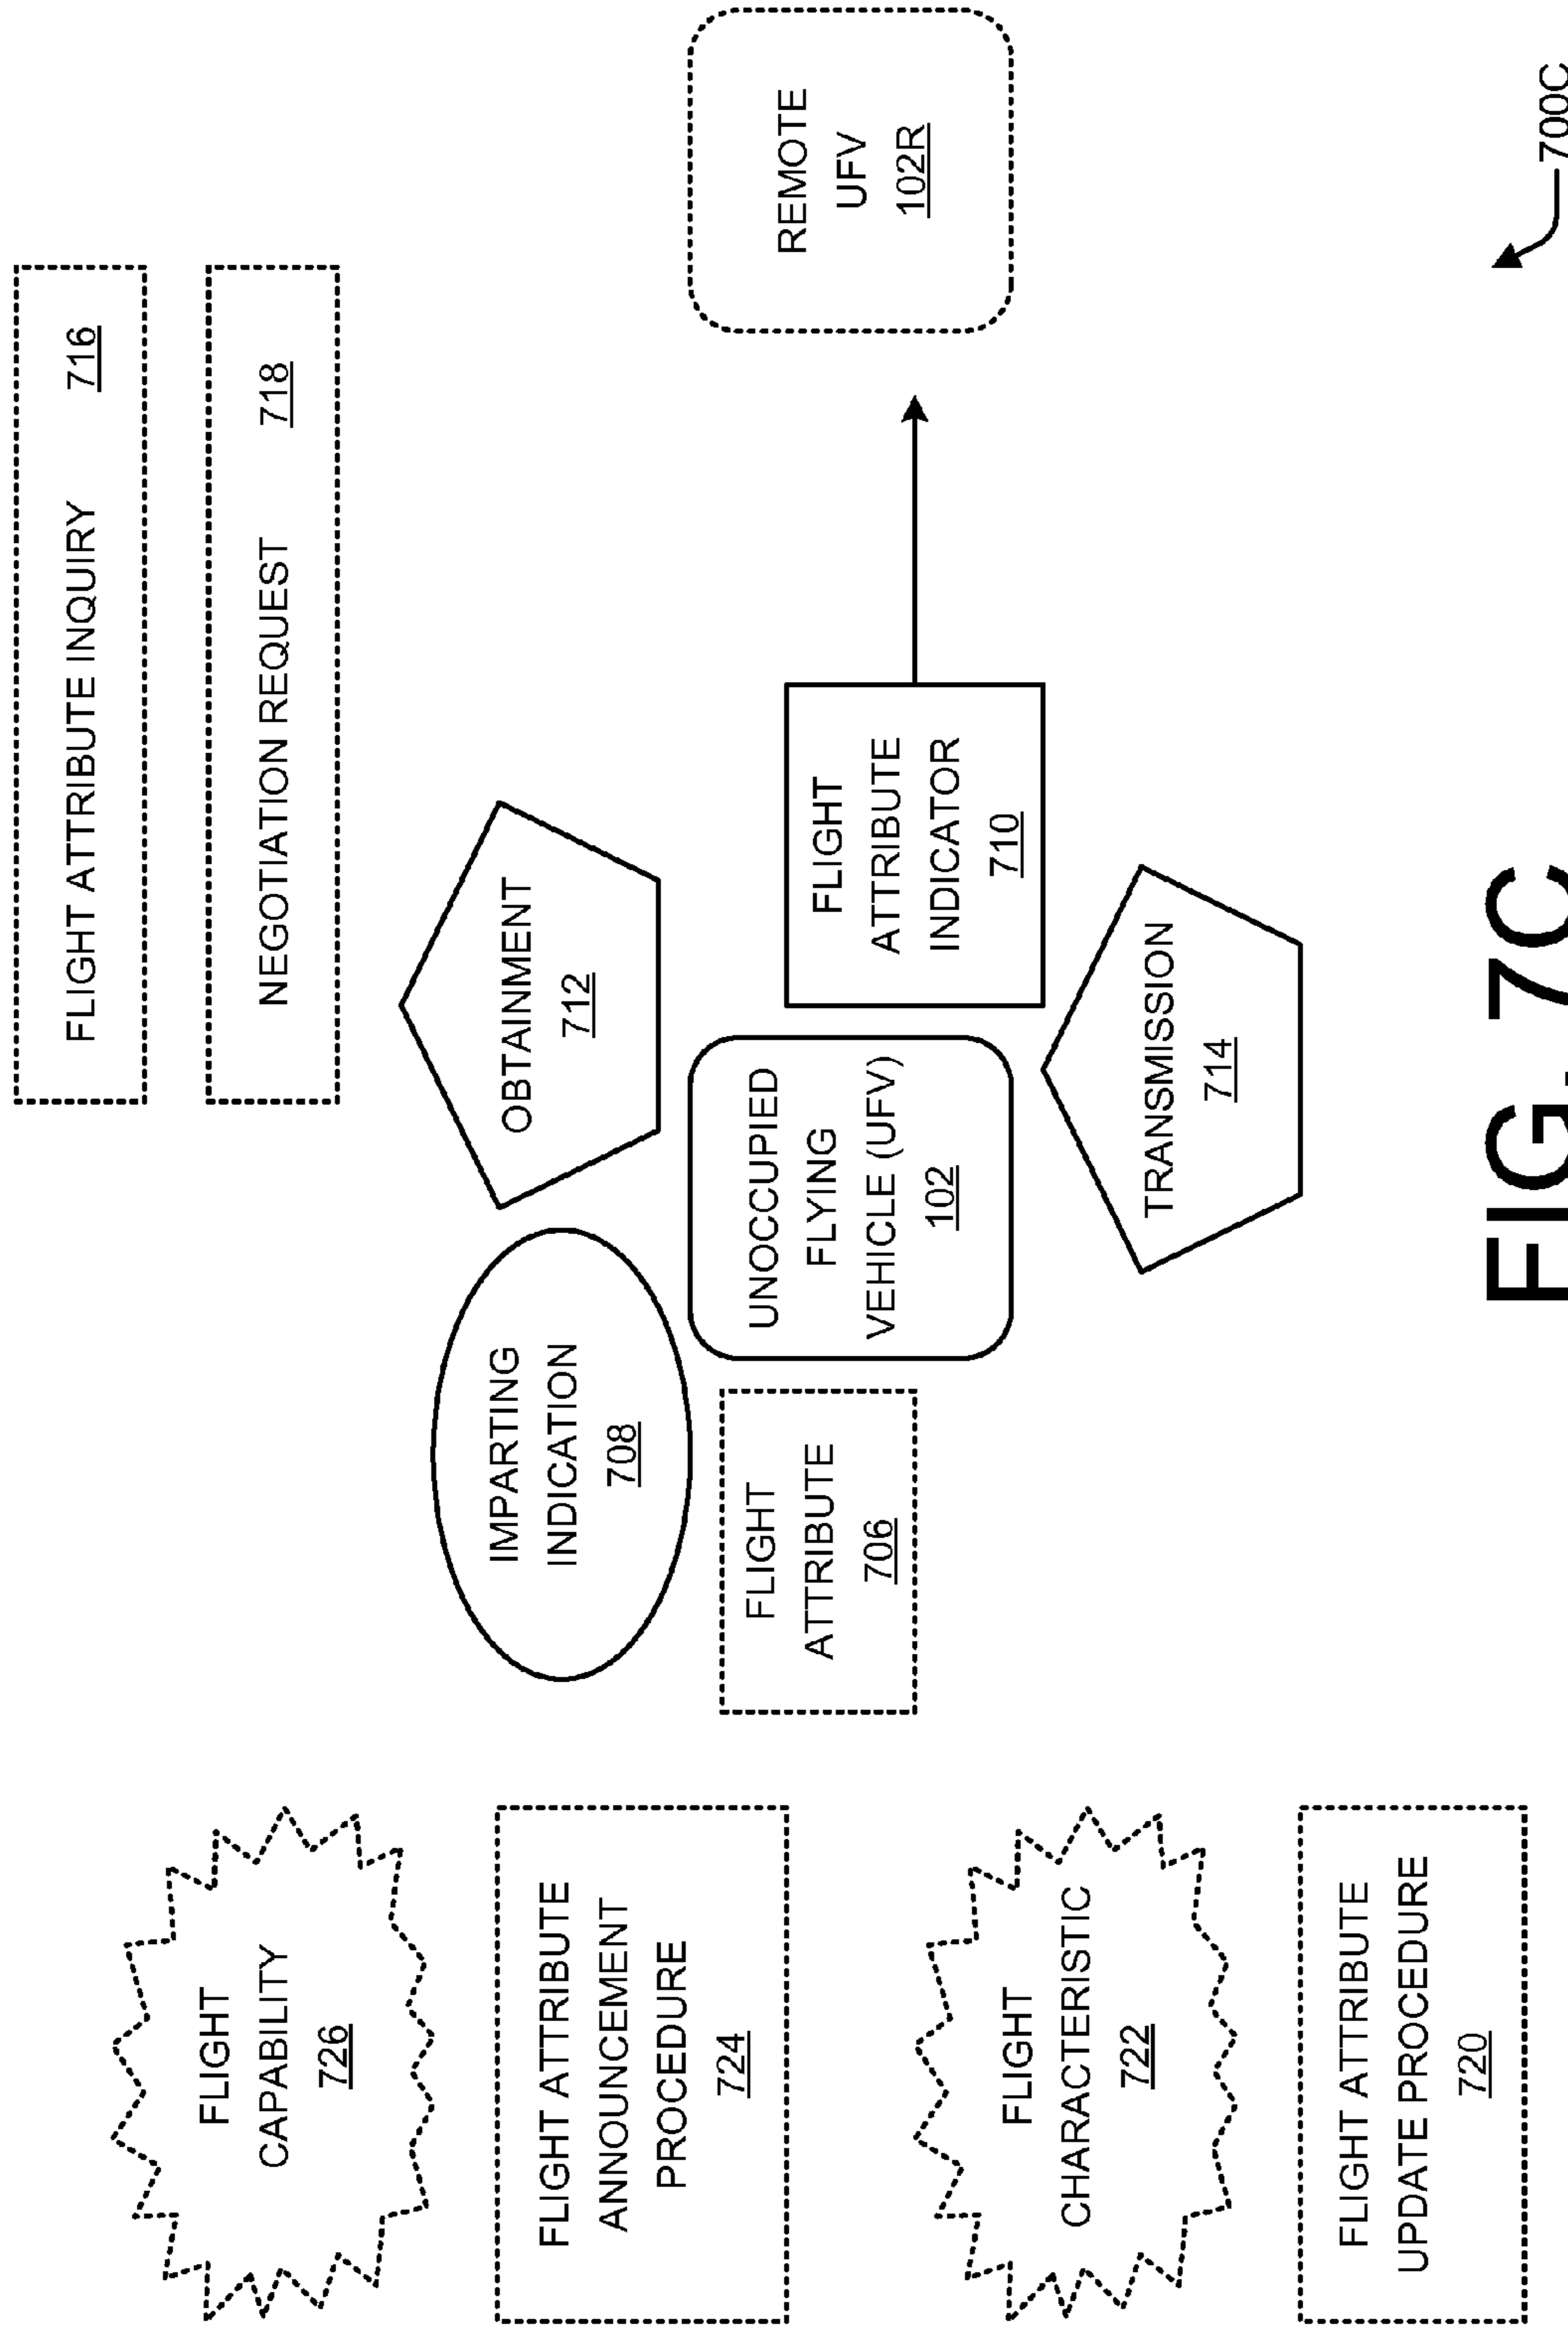 FLIGHT
CAPABILITY
726
FLIGHT ATTRIBUTE
ANNOUNCEMENT
PROCEDURE
724
FLIGHT
CHARACTERISTIC
722
FLIGHT ATTRIBUTE
UPDATE PROCEDURE
720
IMPARTING
INDICATION
708
FLIGHT
ATTRIBUTE
706
FLIGHT ATTRIBUTE INQUIRY 716
NEGOTIATION REQUEST 718
OBTAINMENT
712
UNOCCUPIED
FLYING
VEHICLE (UFV)
102
FLIGHT
ATTRIBUTE
INDICATOR
710
TRANSMISSION
714
REMOTE
UFV
102R
700C
FIG. 7C